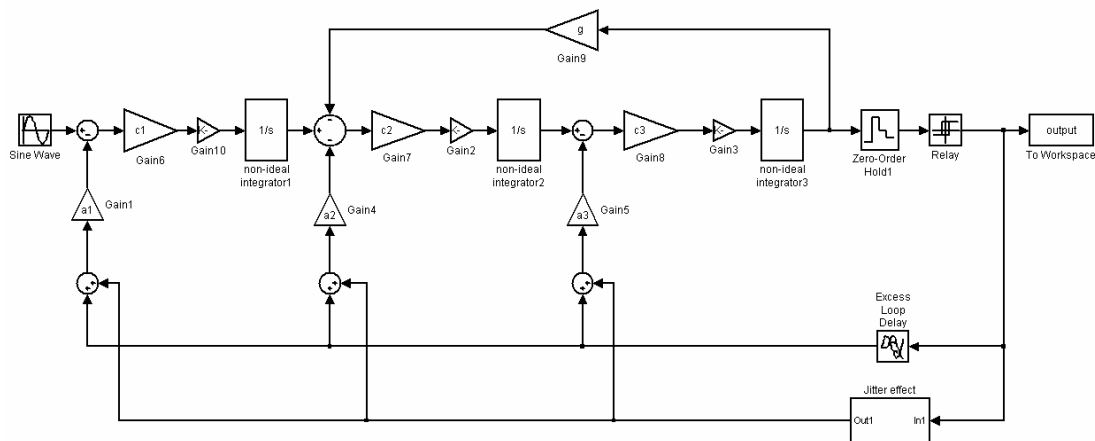 g
Gain9
Sine Wave
+
-
c1
Gain6
K-
Gain10
1/s
non-ideal
integrator1
-
+
-
c2
Gain7
K-
Gain2
1/s
non-ideal
integrator2
+
-
c3
Gain8
K-
Gain3
1/s
non-ideal
integrator3
Zero-Order
Hold1
Relay
output
To Workspace
a1
Gain1
a2
Gain4
a3
Gain5
+
+
+
+
+
+
Excess
Loop
Delay
Jitter effect
Out1
In1